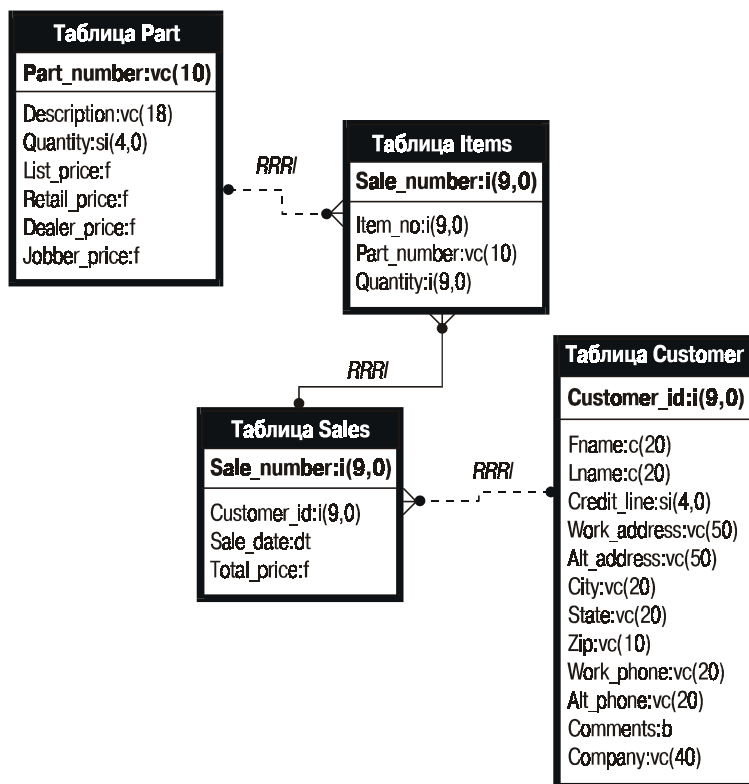 Таблица Part
Part_number:vc(10)
Description:vc(18)
Quantity:si(4,0)
List_price:f
Retail_price:f
Dealer_price:f
Jobber_price:f
RRRI
Таблица Items
Sale_number:i(9,0)
Item_no:i(9,0)
Part_number:vc(10)
Quantity:i(9,0)
RRRI
Таблица Sales
Sale_number:i(9,0)
Customer_id:i(9,0)
Sale_date:dt
Total_price:f
RRRI
Таблица Customer
Customer_id:i(9,0)
Fname:c(20)
Lname:c(20)
Credit_line:si(4,0)
Work_address:vc(50)
Alt_address:vc(50)
City:vc(20)
State:vc(20)
Zip:vc(10)
Work_phone:vc(20)
Alt_phone:vc(20)
Comments:b
Company:vc(40)